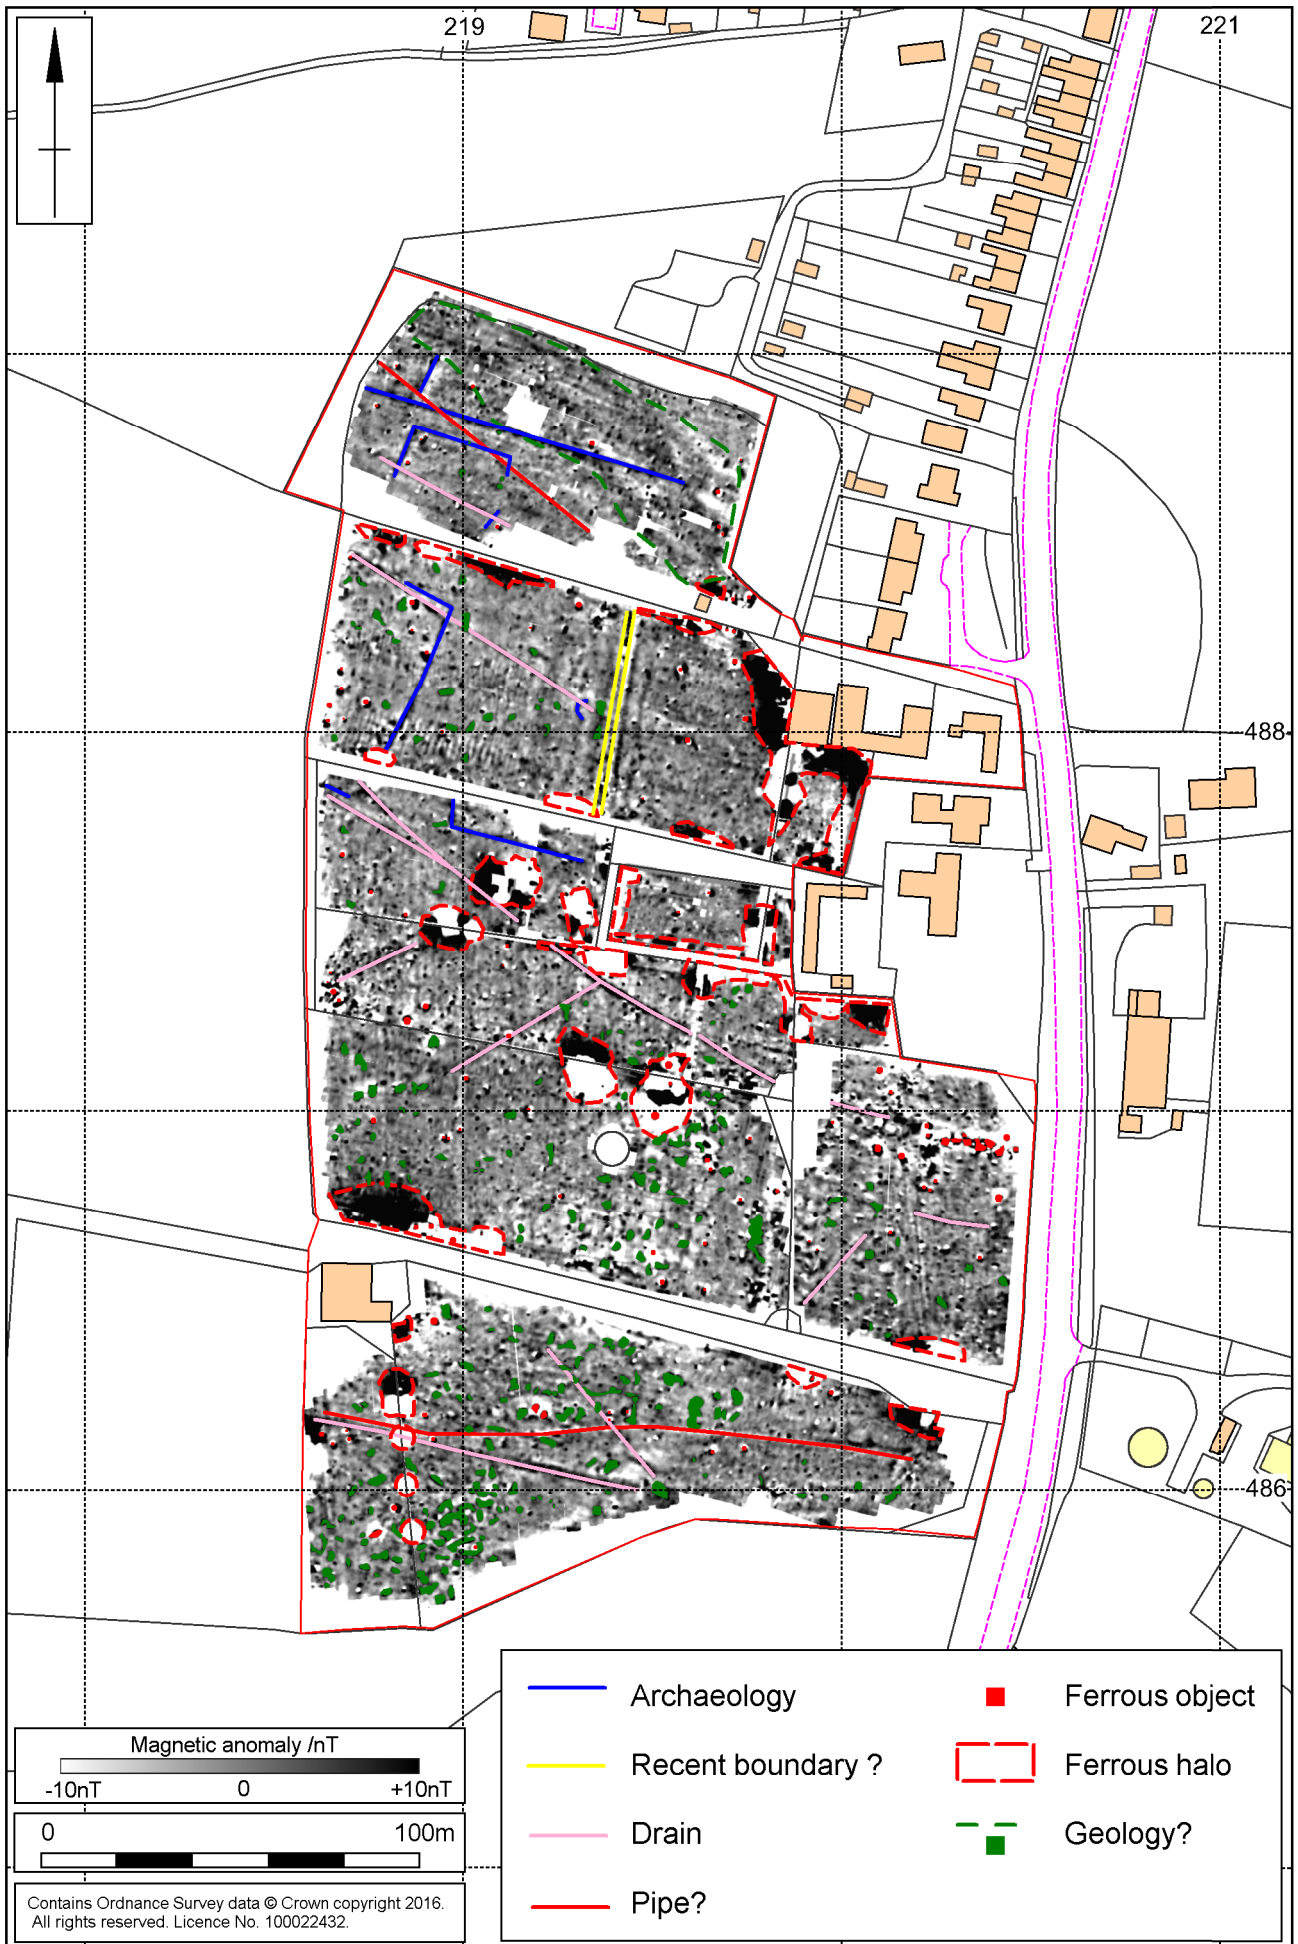 219
221
488
486
Archaeology
Ferrous object
Recent boundary ?
Ferrous halo
Drain
Geology?
Pipe?
Magnetic anomaly /nT
-10nT 0 +10nT
0 100m
Contains Ordnance Survey data © Crown copyright 2016.
All rights reserved. Licence No. 100022432.